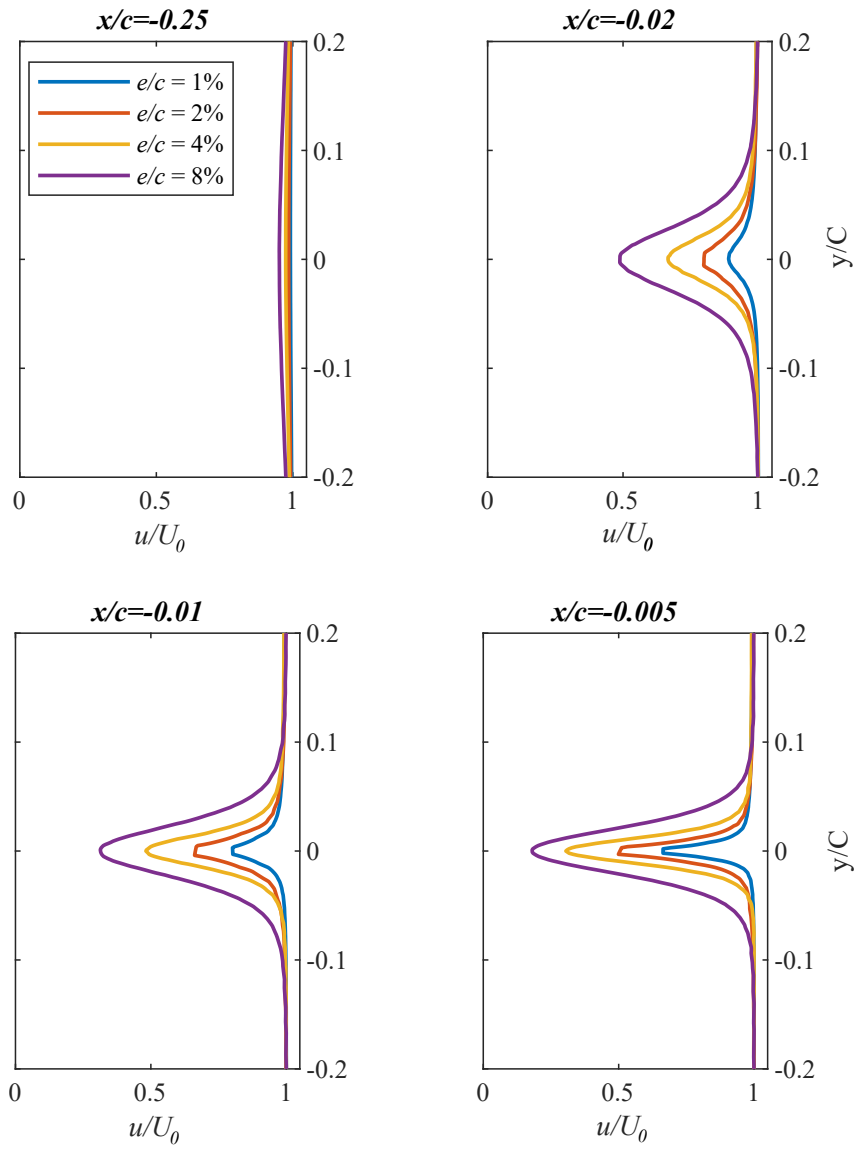 x/c=-0.25
e/c = 1%
e/c = 2%
e/c = 4%
e/c = 8%
0.2
0.1
0
-0.1
-0.2
0
0.5
1
u/U0
x/c=-0.02
0.2
0.1
0
-0.1
-0.2
y/C
0
0.5
1
u/U0
x/c=-0.01
0.2
0.1
0
-0.1
-0.2
0
0.5
1
u/U0
x/c=-0.005
0.2
0.1
0
-0.1
-0.2
y/C
0
0.5
1
u/U0